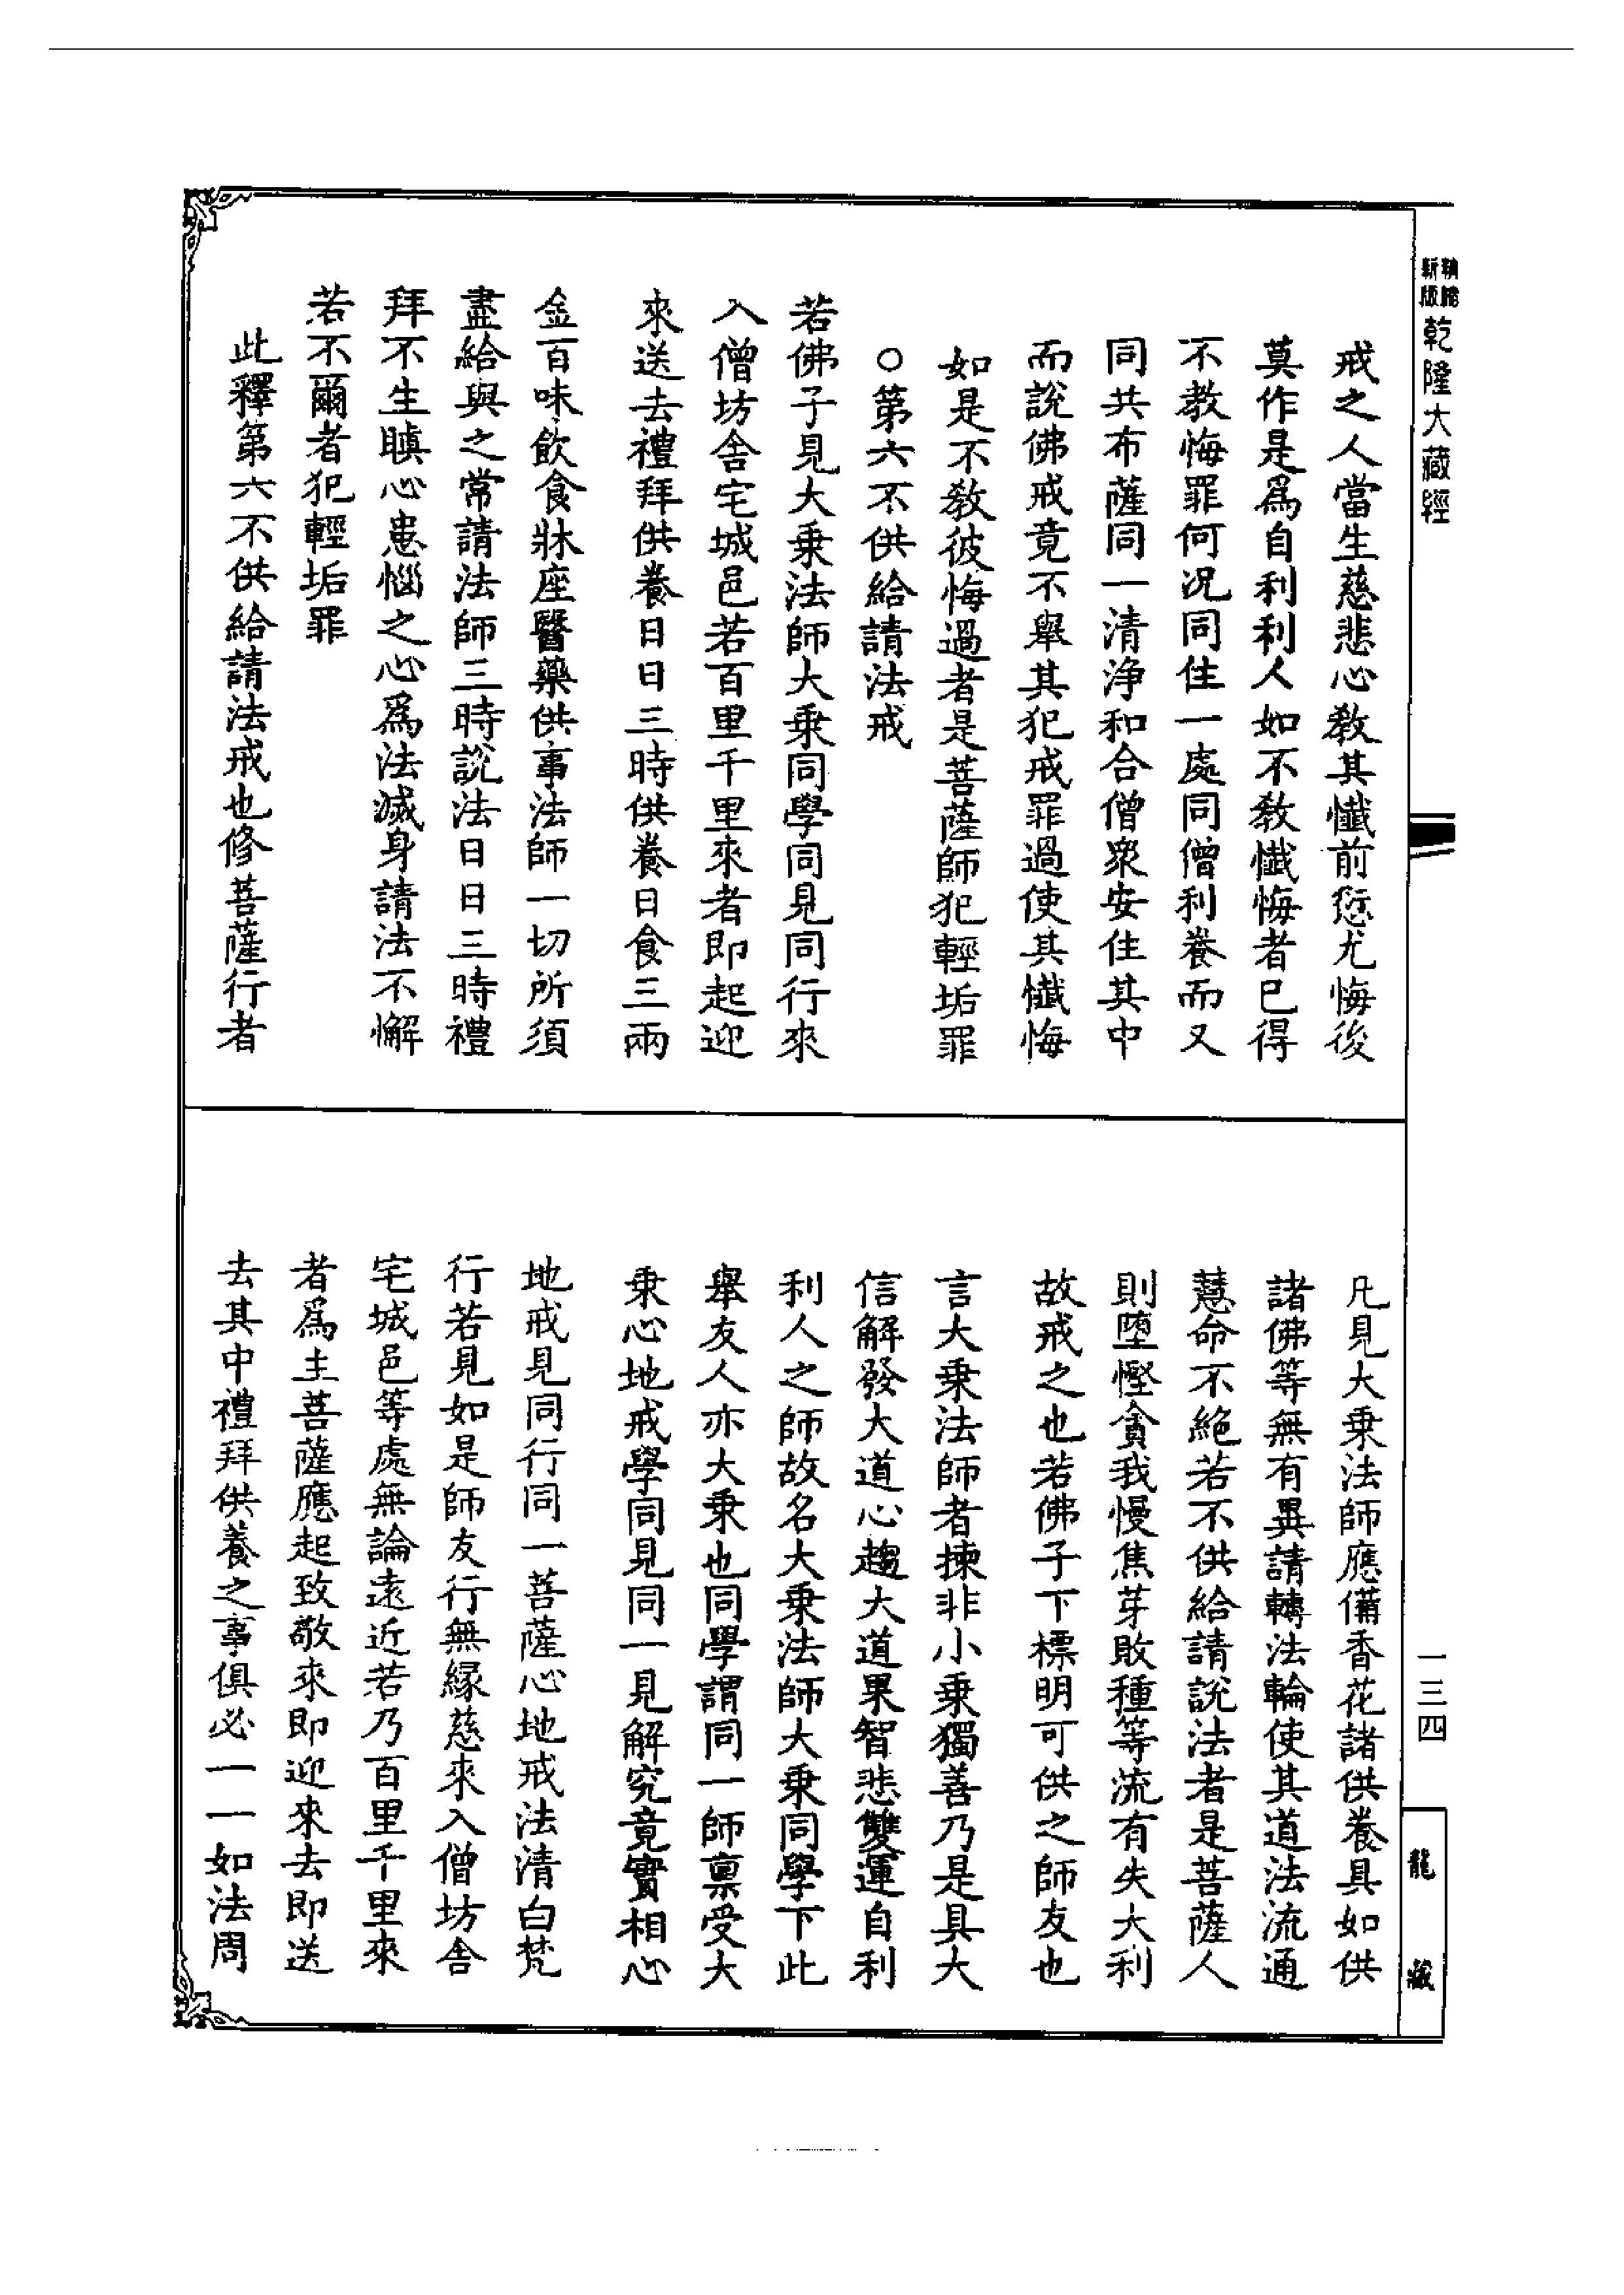 新版
乾隆大藏經
一三四
龍藏
戒之人當生慈悲心教其懺前愆尤悔後
莫作是爲自利利人如不教懺悔者已得
不教悔罪何况同住一處同僧利養而又
同共布薩同一清淨和合僧衆安住其中
而說佛戒竟不舉其犯戒罪過使其懺悔
如是不教彼悔過者是菩薩師犯輕垢罪
○第六不供給請法戒
若佛子見大乗法師大乗同學同見同行來
入僧坊舍宅城邑若百里千里來者即起迎
來送去禮拜供養日日三時供養日食三兩
金百味飲食牀座醫藥供事法師一切所須
盡給與之常請法師三時說法日日三時禮
拜不生瞋心患惱之心爲法滅身請法不懈
若不爾者犯輕垢罪
此釋第六不供給請法戒也修菩薩行者
凡見大乗法師應備香花諸供養具如供
諸佛等無有異請轉法輪使其道法流通
慧命不絕若不供給請說法者是菩薩人
則墮慳貪我慢焦芽敗種等流有失大利
故戒之也若佛子下標明可供之師友也
言大乗法師者揀非小乗獨善乃是具大
信解發大道心趨大道果智悲雙運自利
利人之師故名大乗法師大乗同學下此
舉友人亦大乗也同學謂同一師禀受大
乗心地戒學同見同一見解究竟實相心
地戒見同行同一菩薩心地戒法清白梵
行若見如是師友行無緣慈來入僧坊舍
宅城邑等處無論遠近若乃百里千里來
者爲主菩薩應起致敬來即迎來去即送
去其中禮拜供養之事俱必一一如法周